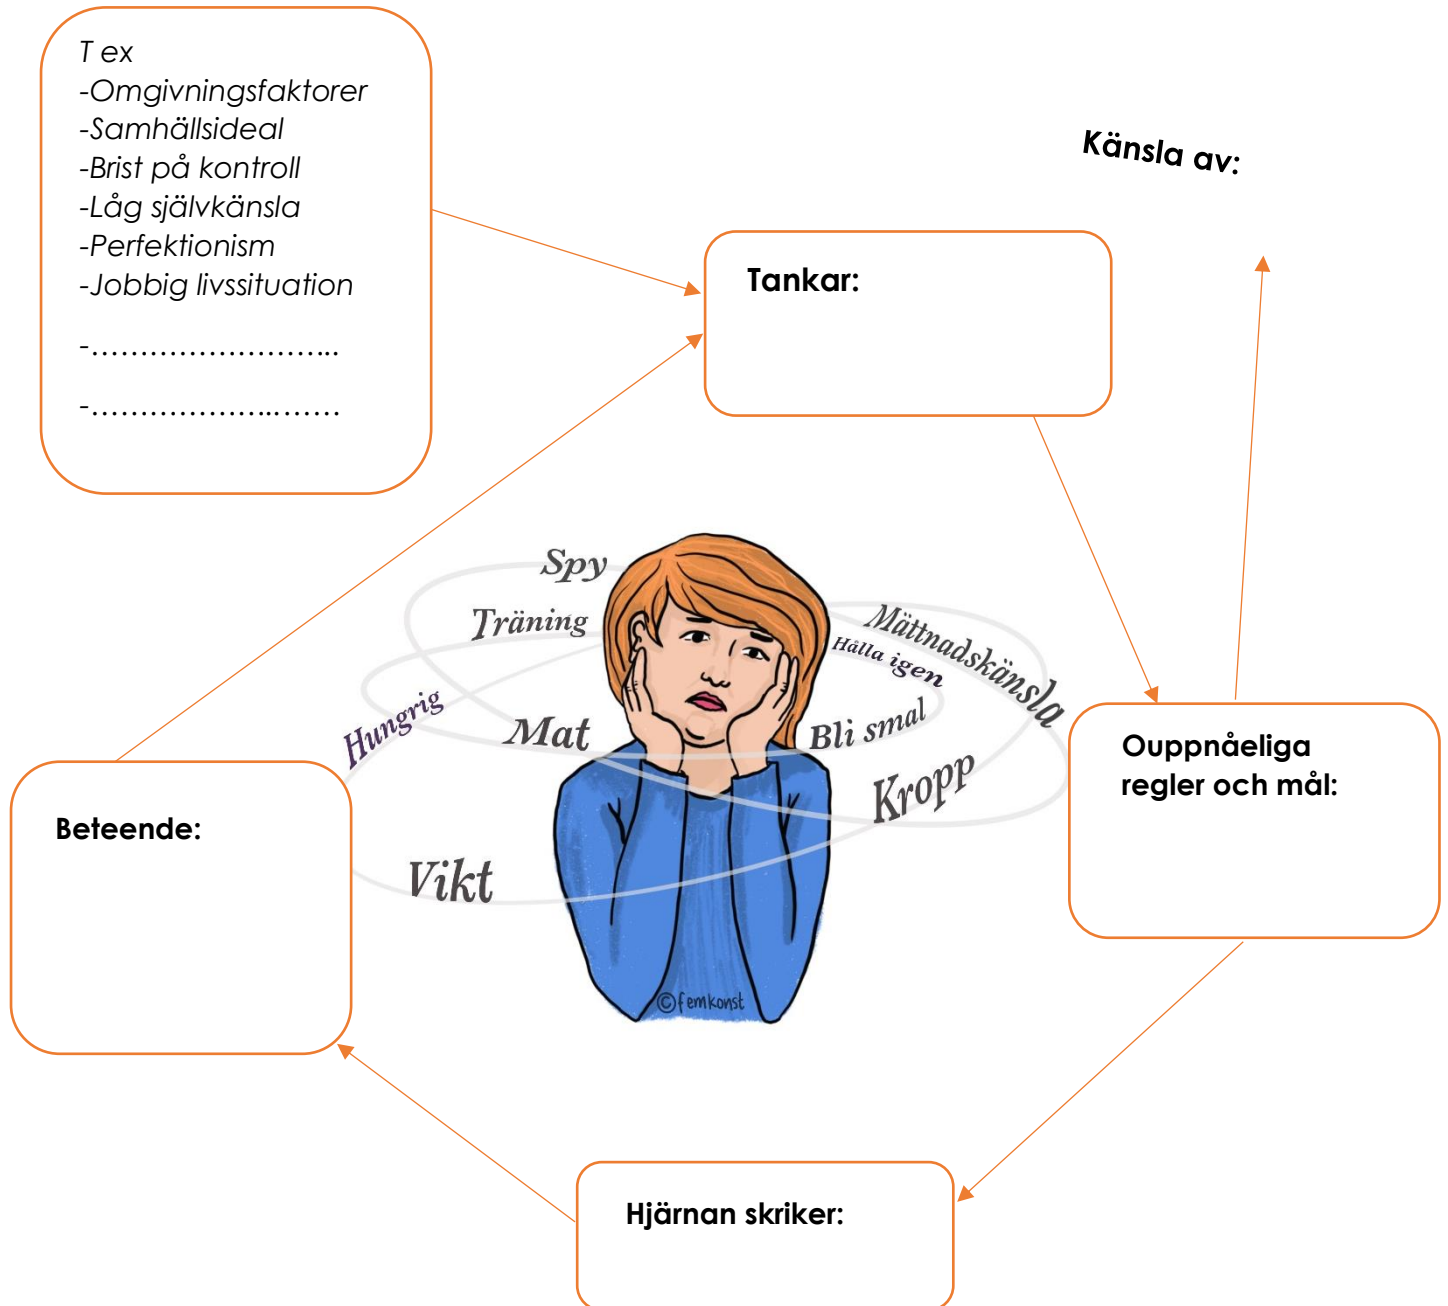 T ex
-Omgivningsfaktorer
-Samhällsideal
-Brist på kontroll
-Låg självkänsla
-Perfektionism
-Jobbig livssituation
-……………………...
-………………..……
Känsla av:
Tankar:
Spy
Träning
Hungrig
Mat
Vikt
Mättnadskänsla
Hålla igen
Bli smal
Kropp
©femkonst
Ouppnåeliga
regler och mål:
Beteende:
Hjärnan skriker: